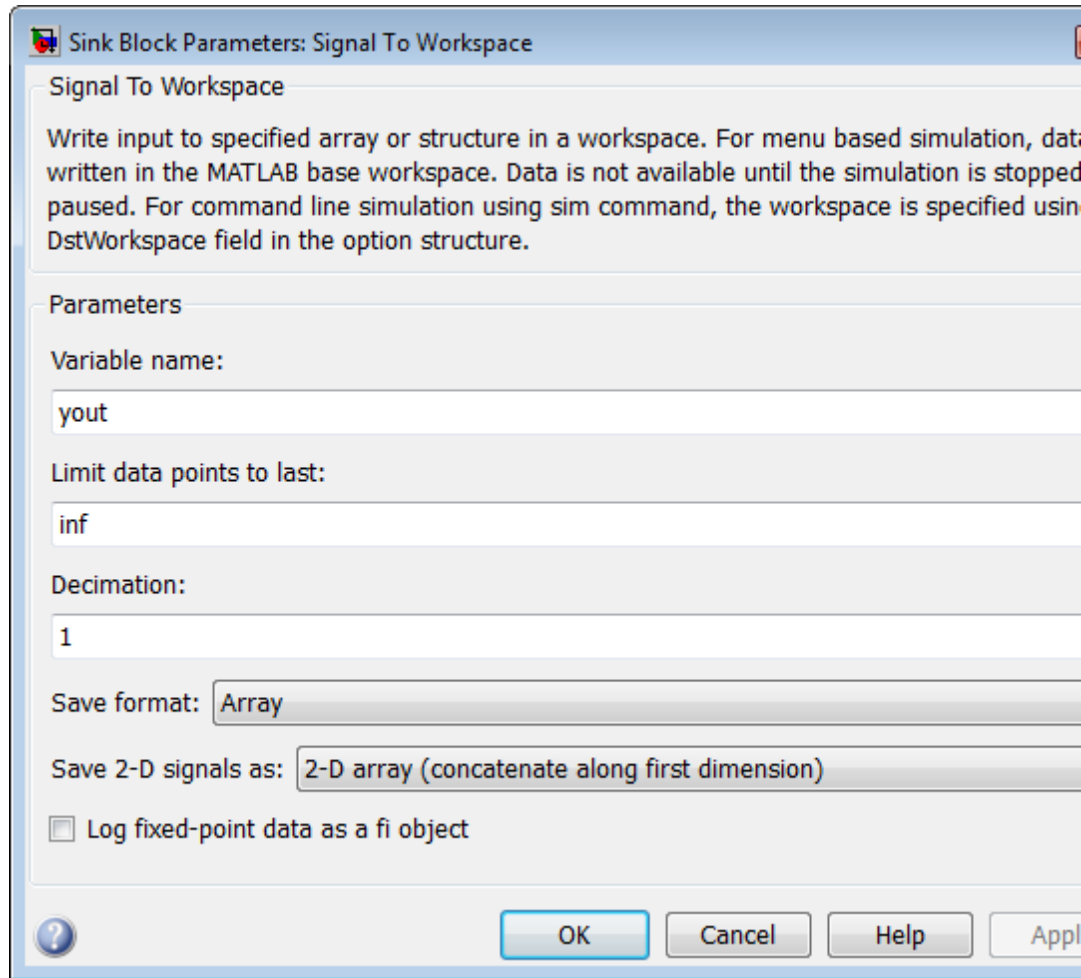 Sink Block Parameters: Signal To Workspace
Signal To Workspace
Write input to specified array or structure in a workspace. For menu based simulation, data
written in the MATLAB base workspace. Data is not available until the simulation is stopped
paused. For command line simulation using sim command, the workspace is specified using
DstWorkspace field in the option structure.
Parameters
Variable name:
yout
Limit data points to last:
inf
Decimation:
1
Save format: Array
Save 2-D signals as: 2-D array (concatenate along first dimension)
Log fixed-point data as a fi object
OK Cancel Help Appl